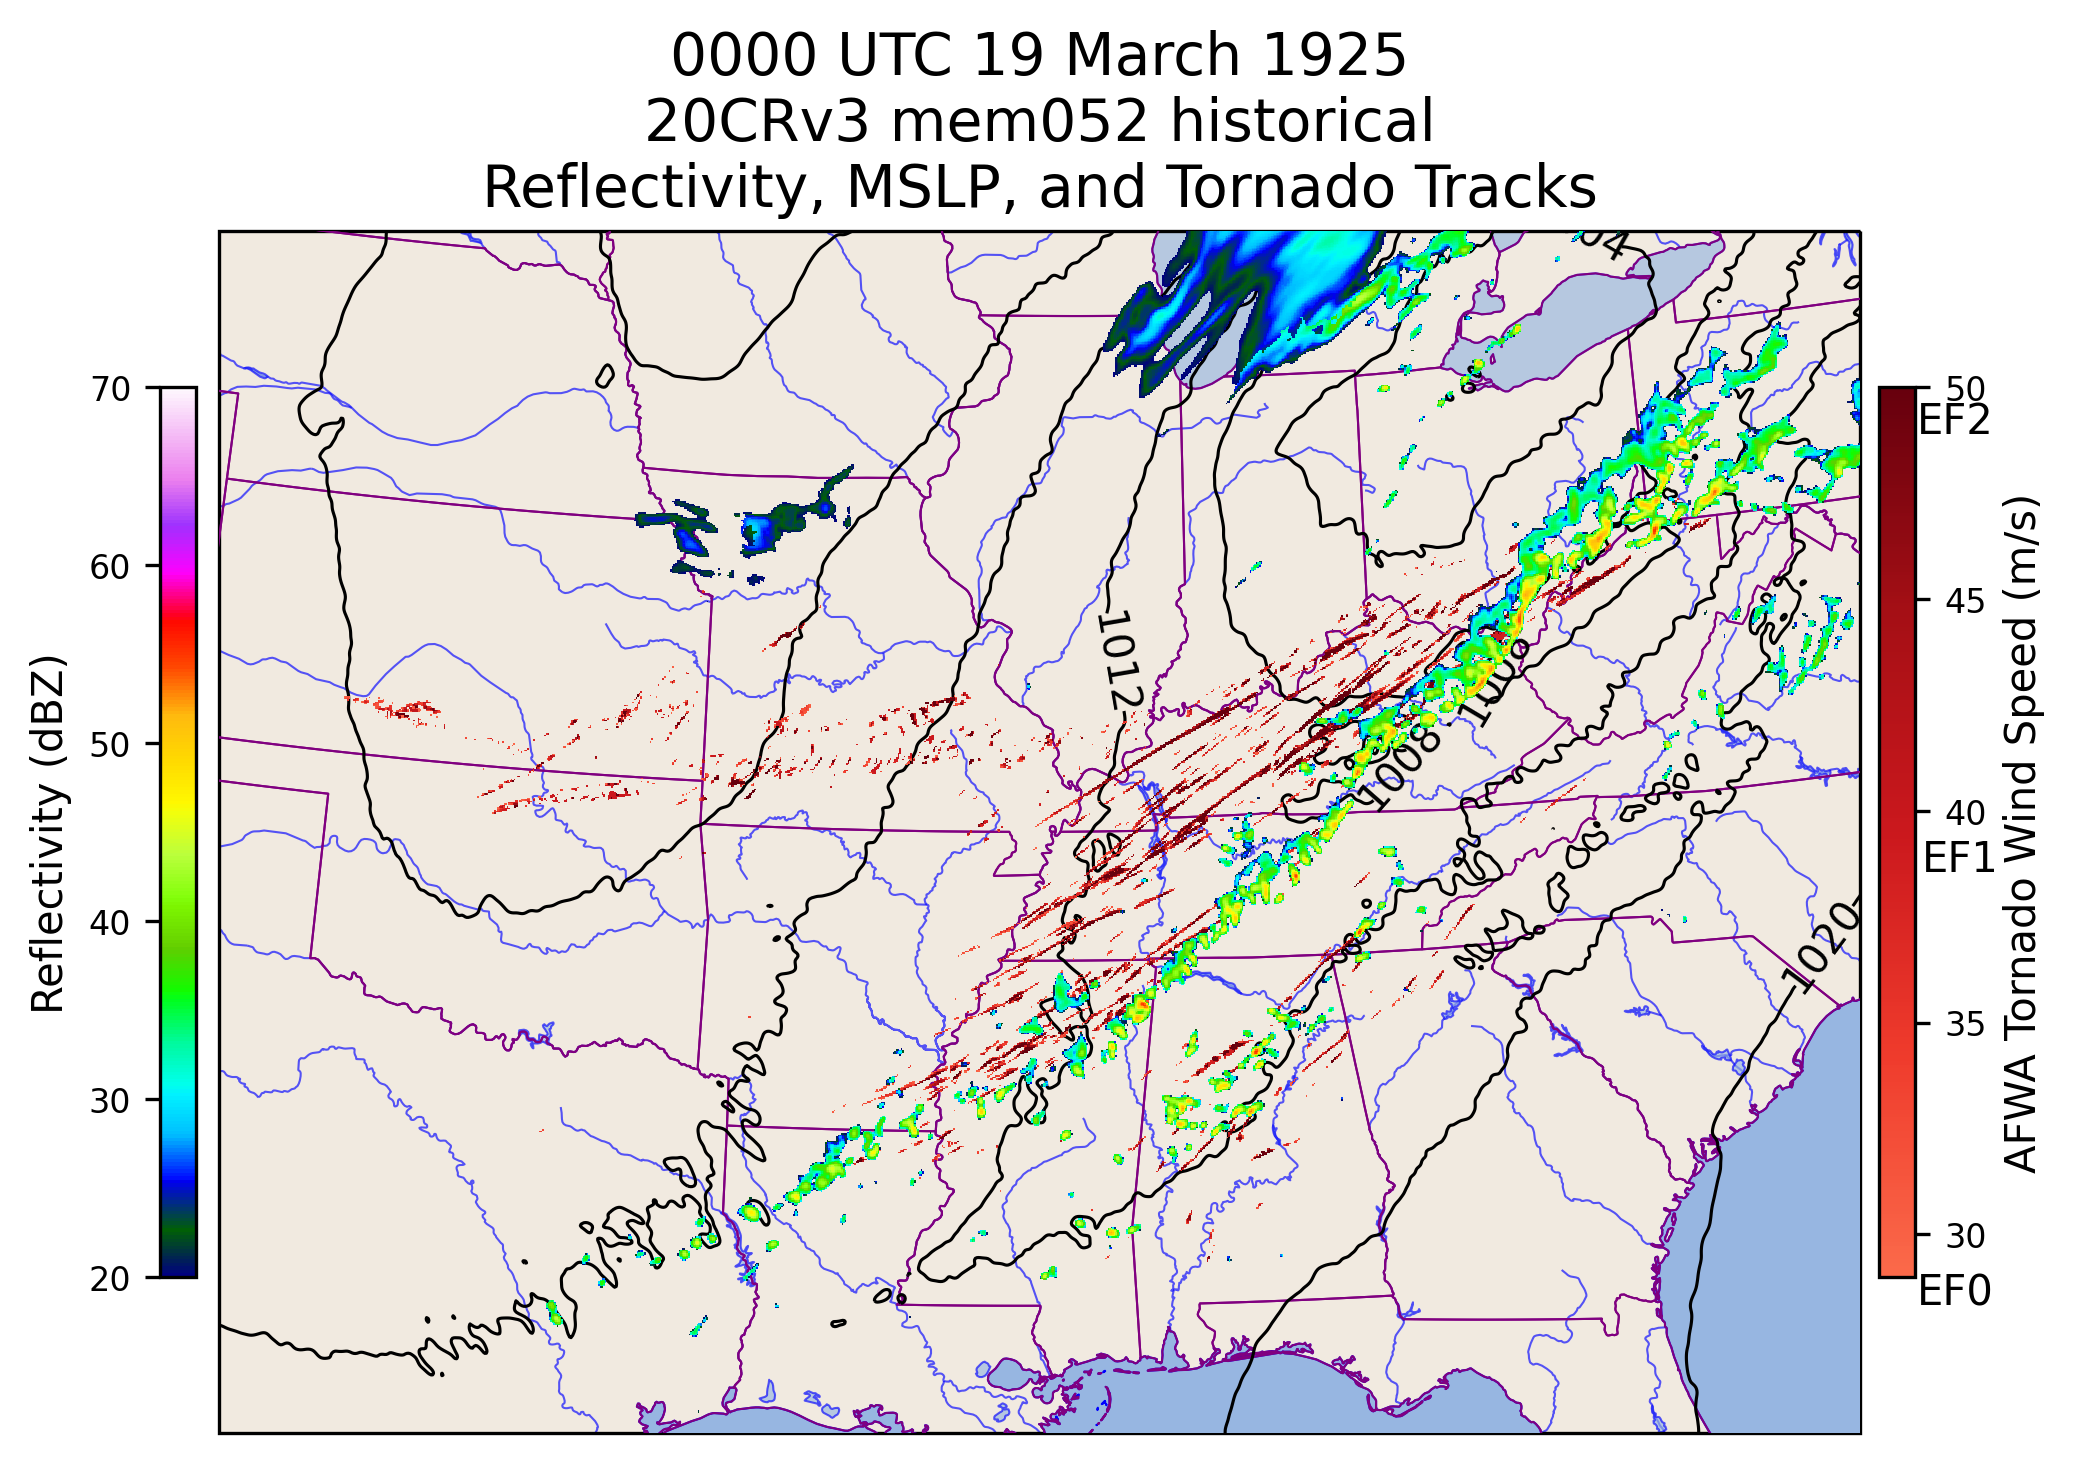 0000 UTC 19 March 1925
20CRv3 mem052 historical
Reflectivity, MSLP, and Tornado Tracks
Reflectivity (dBZ)
70
60
50
40
30
20
04
1012
1008
1008
1020
50
EF2
45
40
EF1
35
30
EF0
AFWA Tornado Wind Speed (m/s)